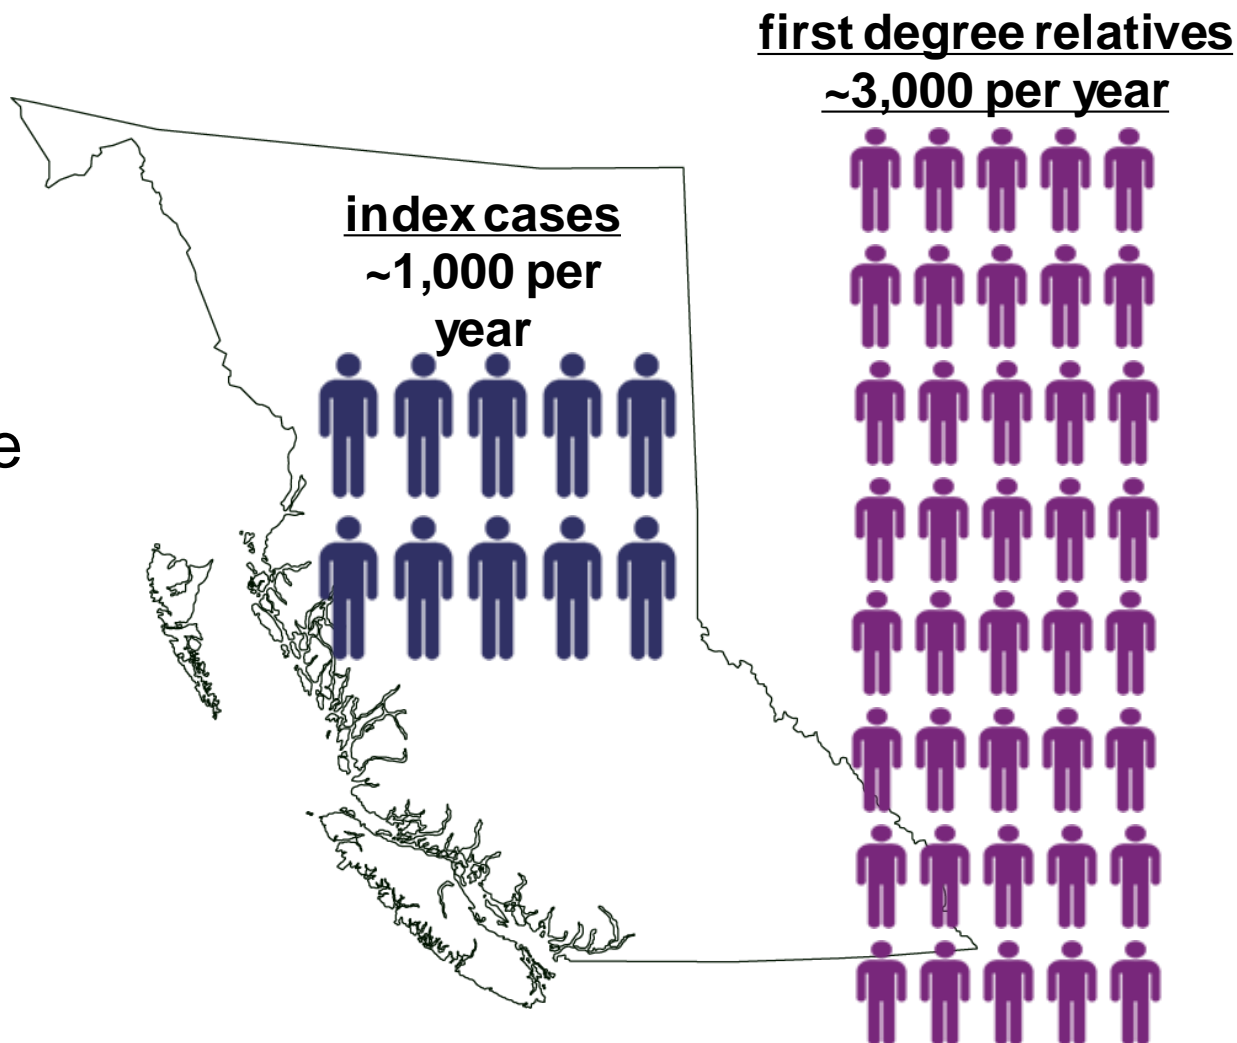 first degree relatives
~3,000 per year
index cases
~1,000 per
year
e